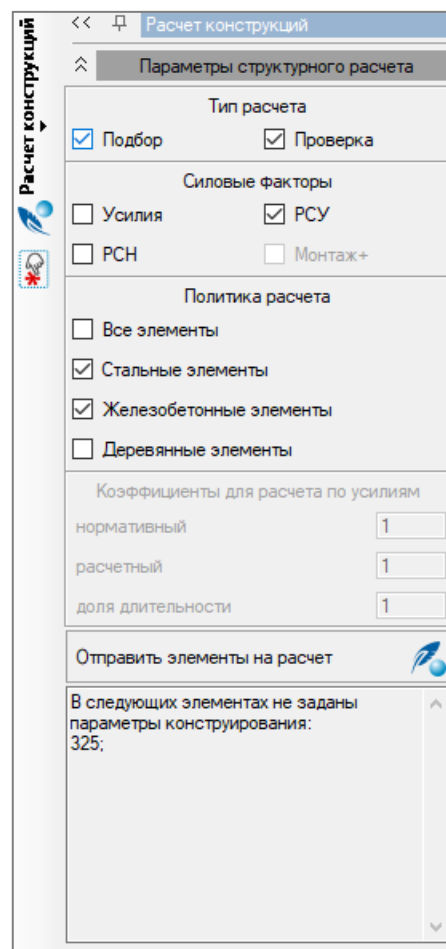 Расчет конструкций
<< Расчет конструкций
Параметры структурного расчета
Тип расчета
Подбор Проверка
Силовые факторы
Усилия РСУ
РСН Монтаж+
Политика расчета
Все элементы
Стальные элементы
Железобетонные элементы
Деревянные элементы
Коэффициенты для расчета по усилиям
нормативный 1
расчетный 1
доля длительности 1
Отправить элементы на расчет
В следующих элементах не заданы
параметры конструирования:
325;